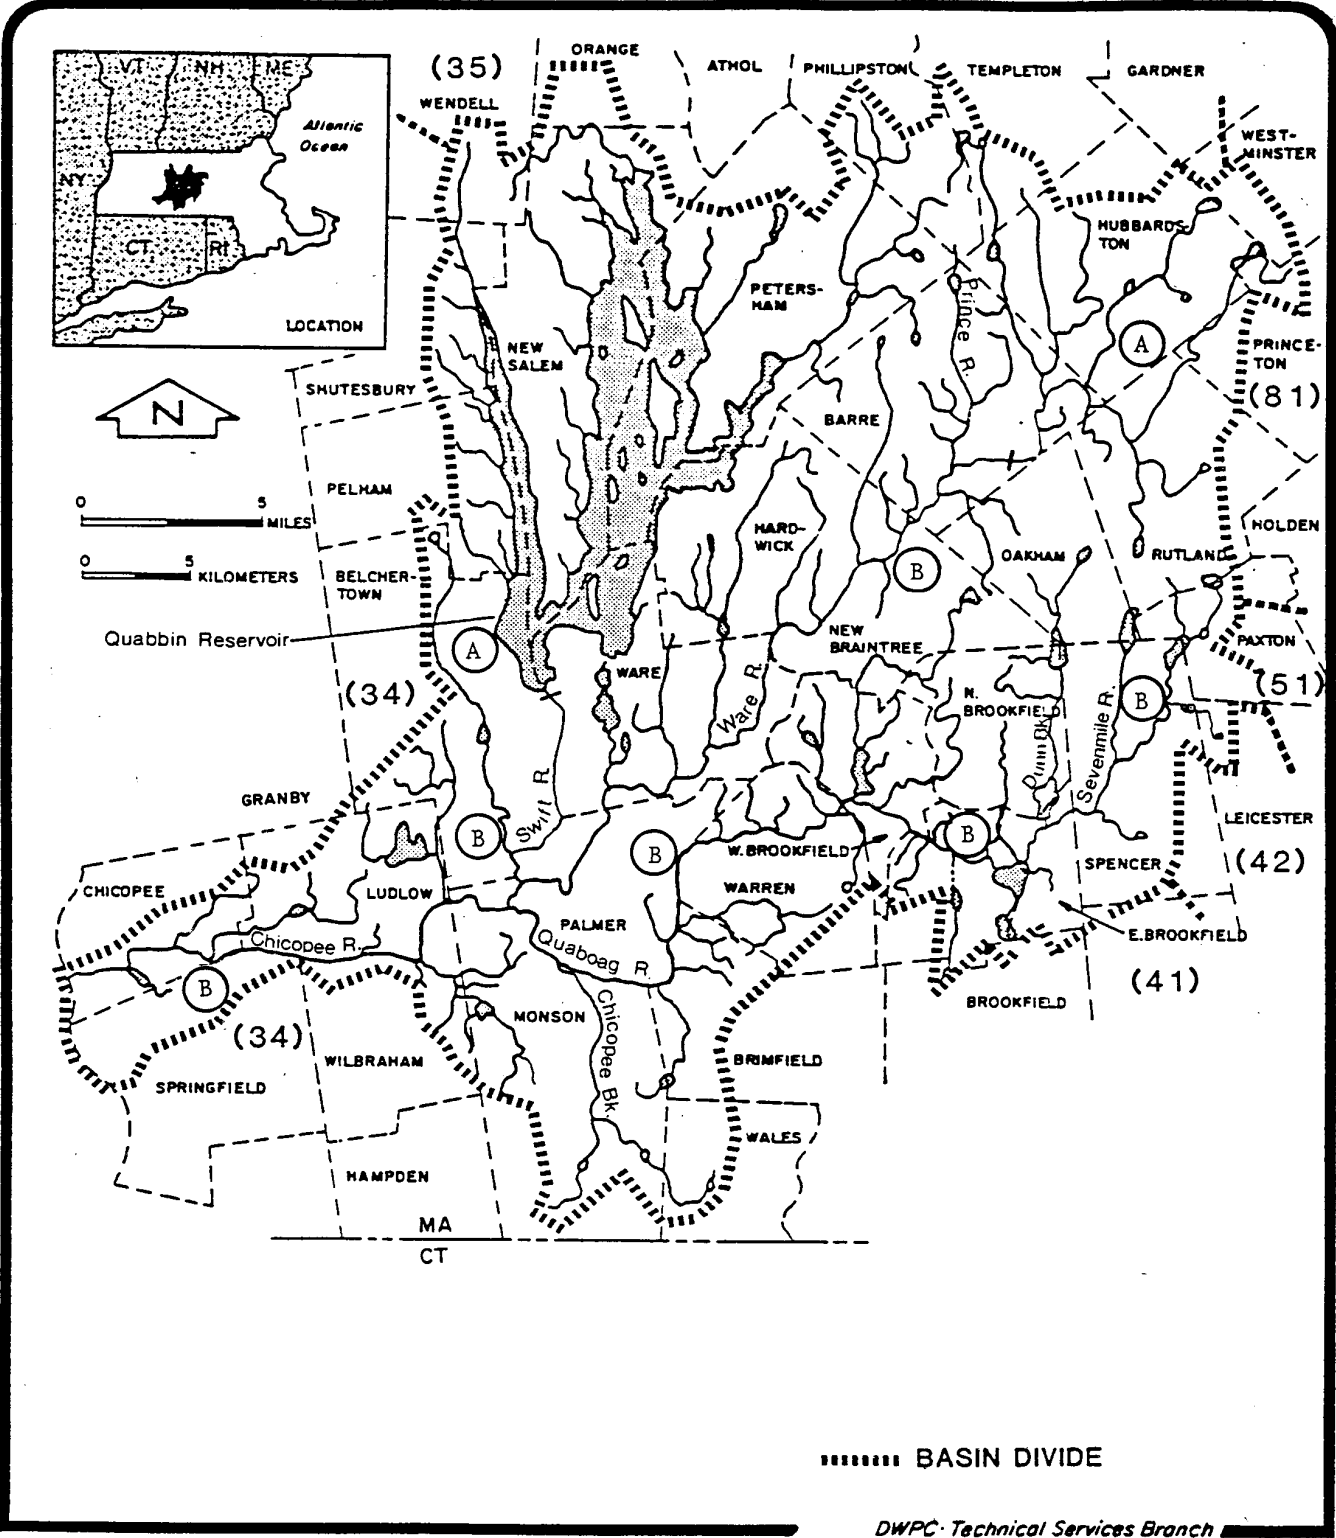 VT.
NH
ME
Atlantic
Ocean
NY
CT
RI
LOCATION
(35)
ORANGE
ATHOL
PHILLIPSTON
TEMPLETON
GARDNER
WENDELL
WEST-
MINSTER
HUBBARDS-
TON
PETERS-
HAM
Prince R.
A
PRINCE-
TON
(81)
NEW
SALEM
SHUTESBURY
N
BARRE
PELHAM
0 5
MILES
0 5
KILOMETERS
HARD-
WICK
OAKHAM
RUTLAND
HOLDEN
BELCHER-
TOWN
B
Quabbin Reservoir
A
NEW
BRAINTREE
PAXTON
WARE
(34)
(51)
Ware R.
N.
BROOKFIELD
B
Dunn Bk.
Sevenmile R.
GRANBY
Swift R.
B
B
B
W. BROOKFIELD
LEICESTER
SPENCER
(42)
CHICOPEE
LUDLOW
WARREN
PALMER
E. BROOKFIELD
Chicopee R.
Quaboag R.
B
(41)
BROOKFIELD
MONSON
Chicopee Bk.
(34)
WILBRAHAM
BRIMFIELD
SPRINGFIELD
WALES
HAMPDEN
MA
CT
BASIN DIVIDE
DWPC· Technical Services Branch